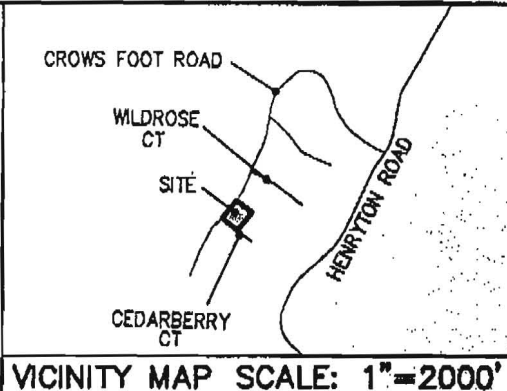 CROWS FOOT ROAD
WILDROSE
CT
SITE
HENRYTON ROAD
CEDARBERRY
CT
VICINITY MAP SCALE: 1"=2000'